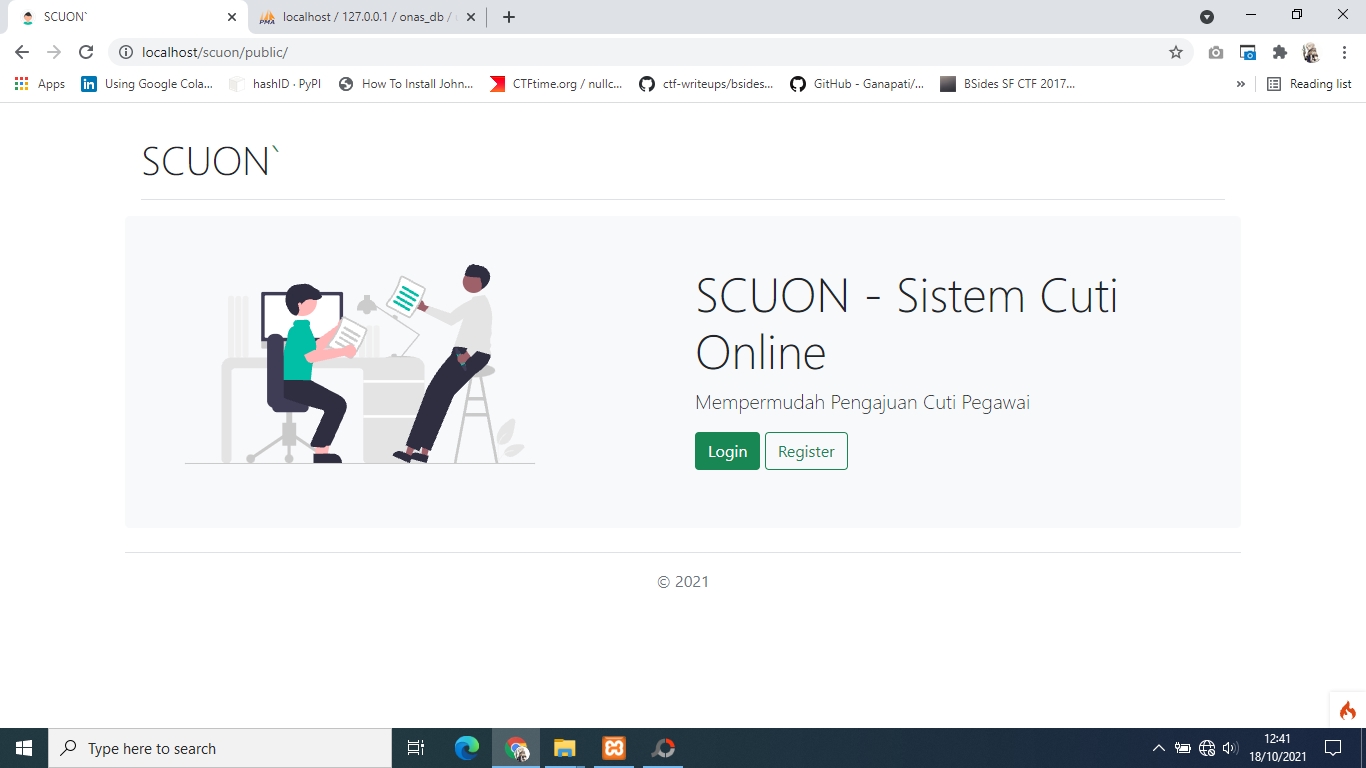 SCUON`
localhost / 127.0.0.1 / onas_db /
localhost/scuon/public/
Apps
Using Google Cola...
hashID · PyPI
How To Install John...
CTFtime.org / nullc...
ctf-writeups/bsides...
GitHub - Ganapati/...
BSides SF CTF 2017...
»
Reading list
SCUON`
SCUON - Sistem Cuti
Online
Mempermudah Pengajuan Cuti Pegawai
Login
Register
© 2021
Type here to search
12:41
18/10/2021